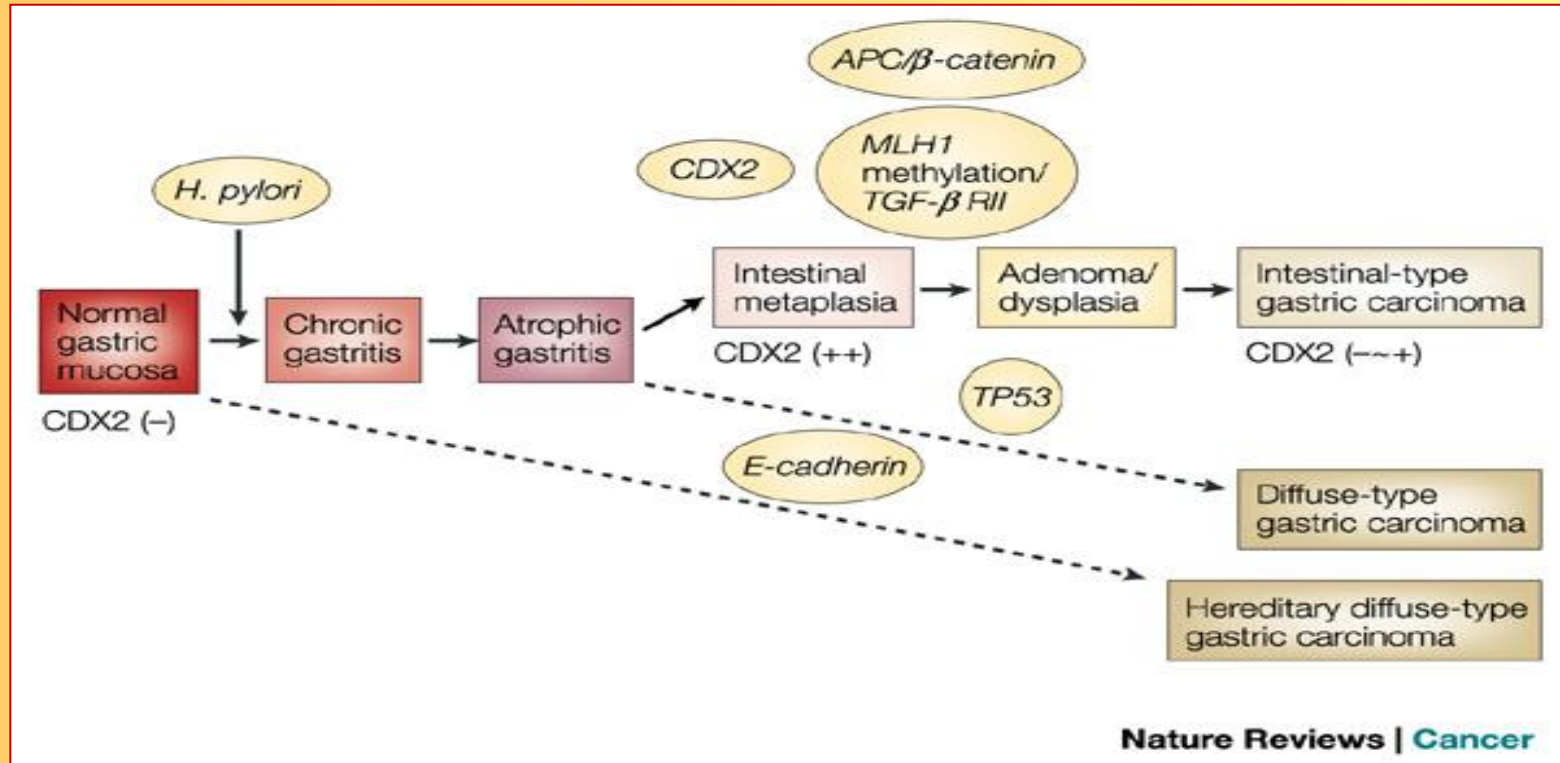 APC/β-catenin
MLH1
methylation/
TGF-β RII
CDX2
H. pylori
Normal
gastric
mucosa
CDX2 (–)
Chronic
gastritis
Atrophic
gastritis
Intestinal
metaplasia
CDX2 (++)
Adenoma/
dysplasia
Intestinal-type
gastric carcinoma
CDX2 (–~+)
TP53
E-cadherin
Diffuse-type
gastric carcinoma
Hereditary diffuse-type
gastric carcinoma
Nature Reviews | Cancer